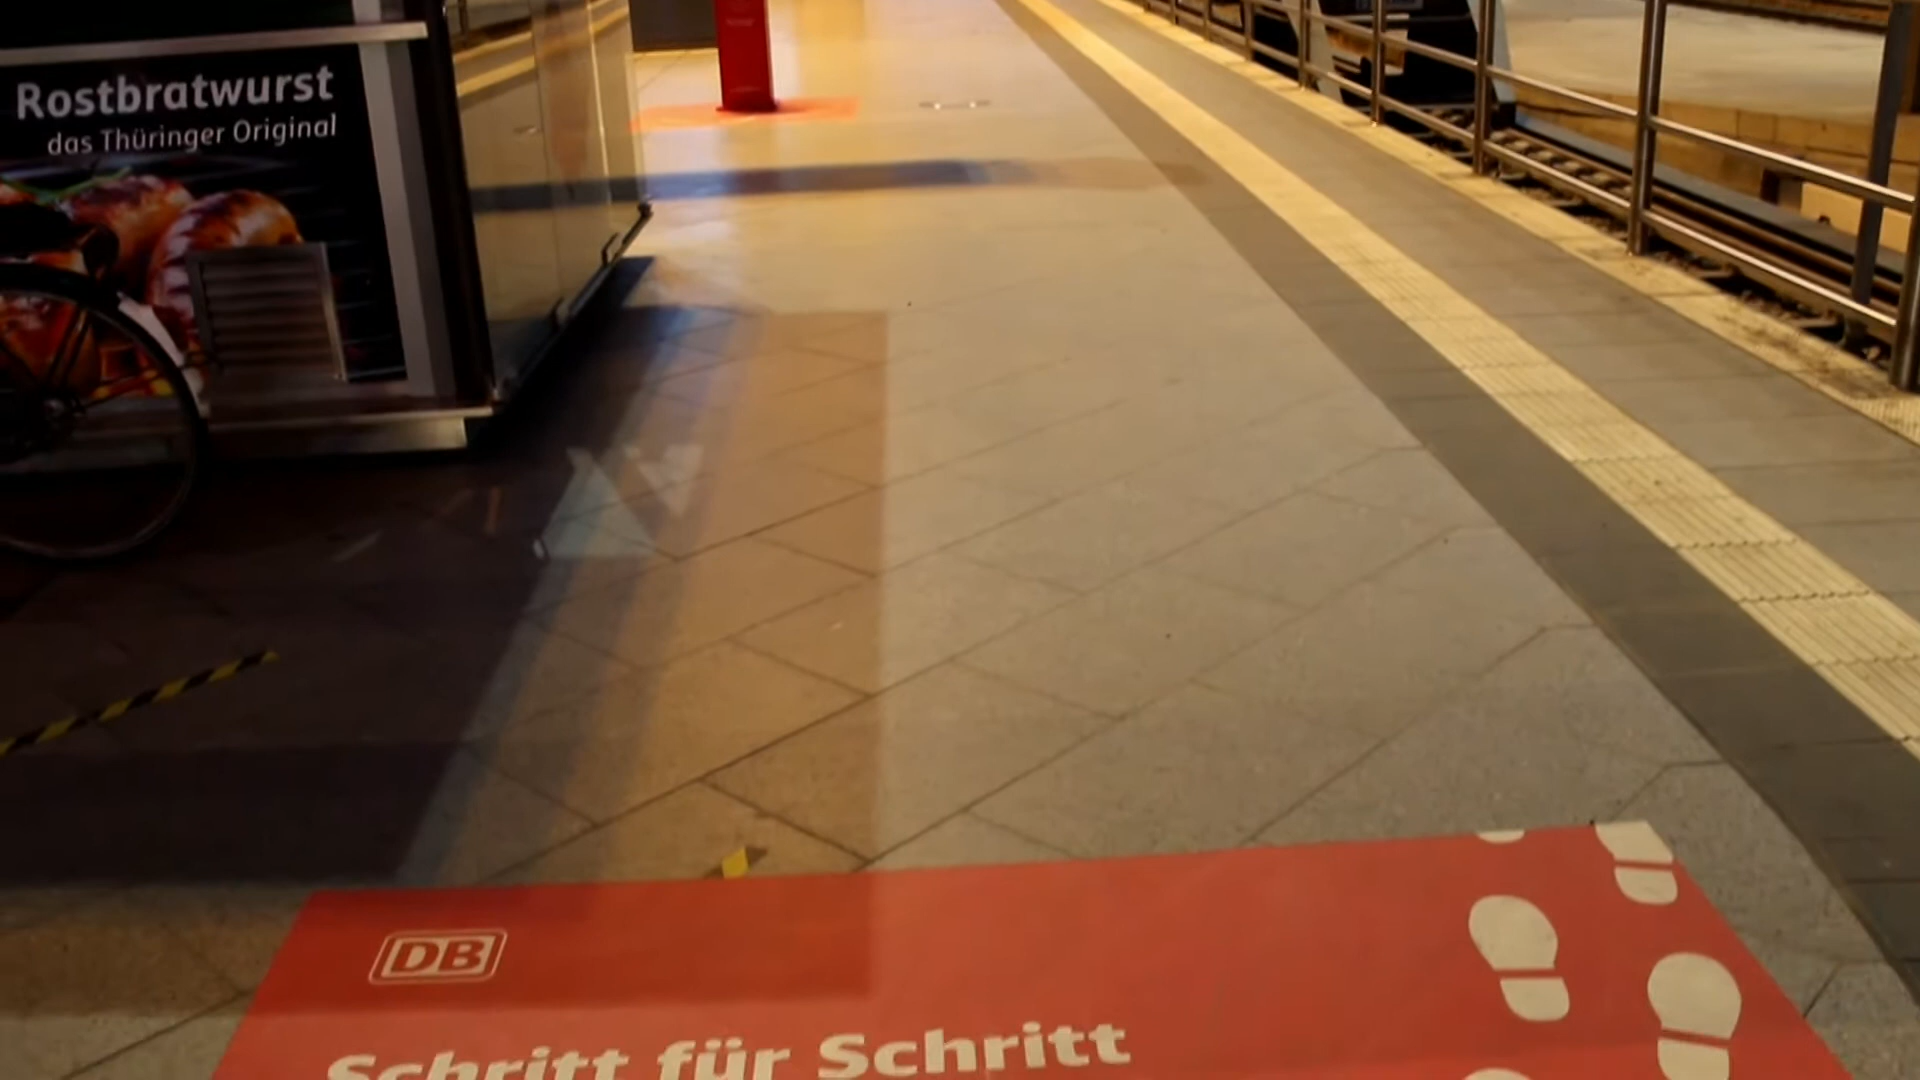 Rostbratwurst
das Thüringer Original
DB
Schritt für Schritt